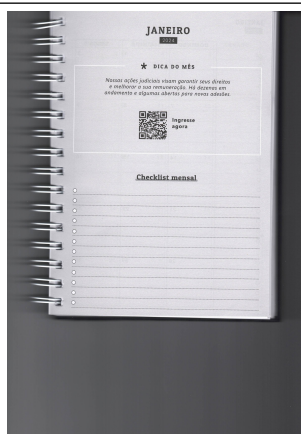 JANEIRO
2024
DICA DO MÊS
Nossas ações judiciais visam garantir seus direitos
e melhorar a sua remuneração. Há dezenas em
andamento e algumas abertas para novas adesões.
Ingresse
agora
Checklist mensal